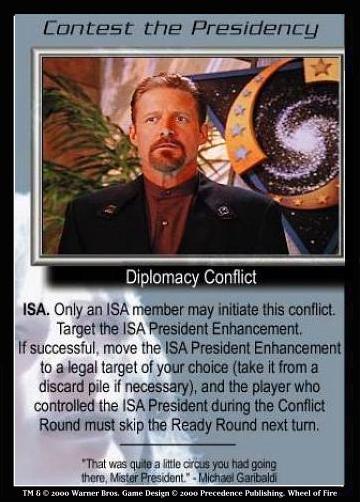 Contest the Presidency
Diplomacy Conflict
ISA. Only an ISA member may initiate this conflict.
Target the ISA President Enhancement.
If successful, move the ISA President Enhancement
to a legal target of your choice (take it from a
discard pile if necessary), and the player who
controlled the ISA President during the Conflict
Round must skip the Ready Round next turn.
"That was quite a little circus you had going
there, Mister President." - Michael Garibaldi
TM & © 2000 Warner Bros. Game Design © 2000 Precedence Publishing. Wheel of Fire